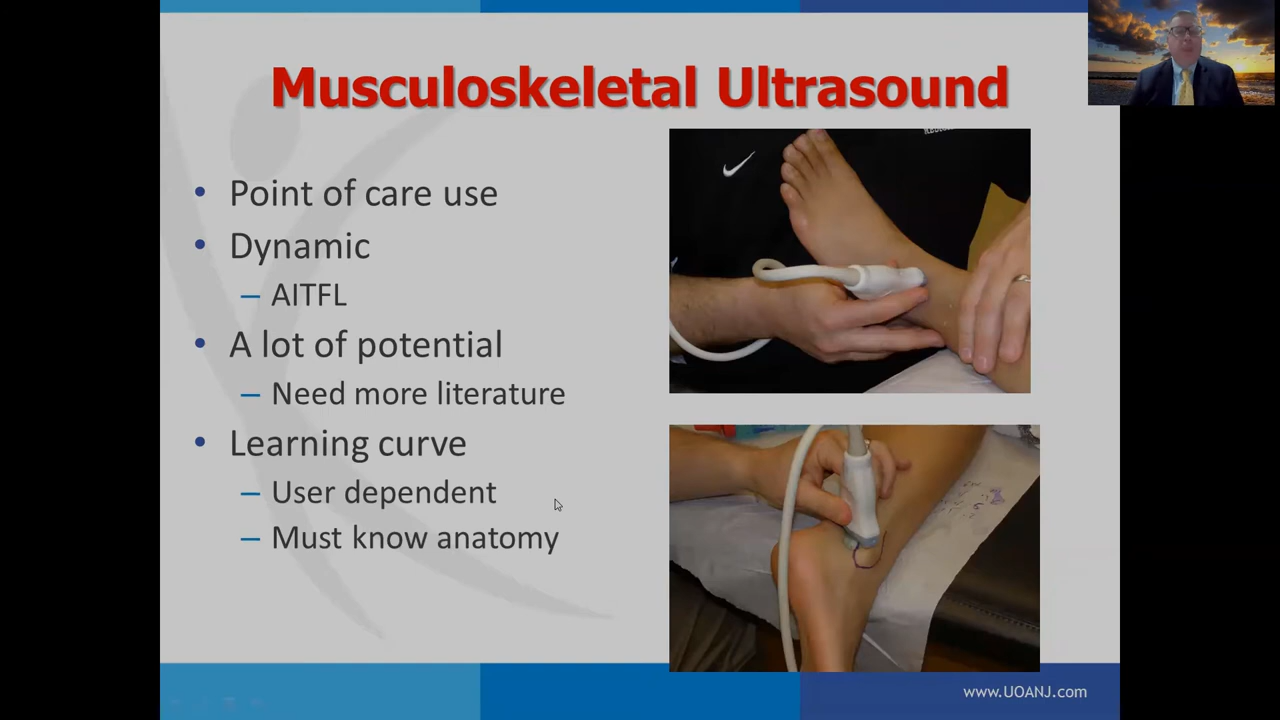 Musculoskeletal Ultrasound
• Point of care use
• Dynamic
– AITFL
• A lot of potential
– Need more literature
• Learning curve
– User dependent
– Must know anatomy
www.UOANJ.com